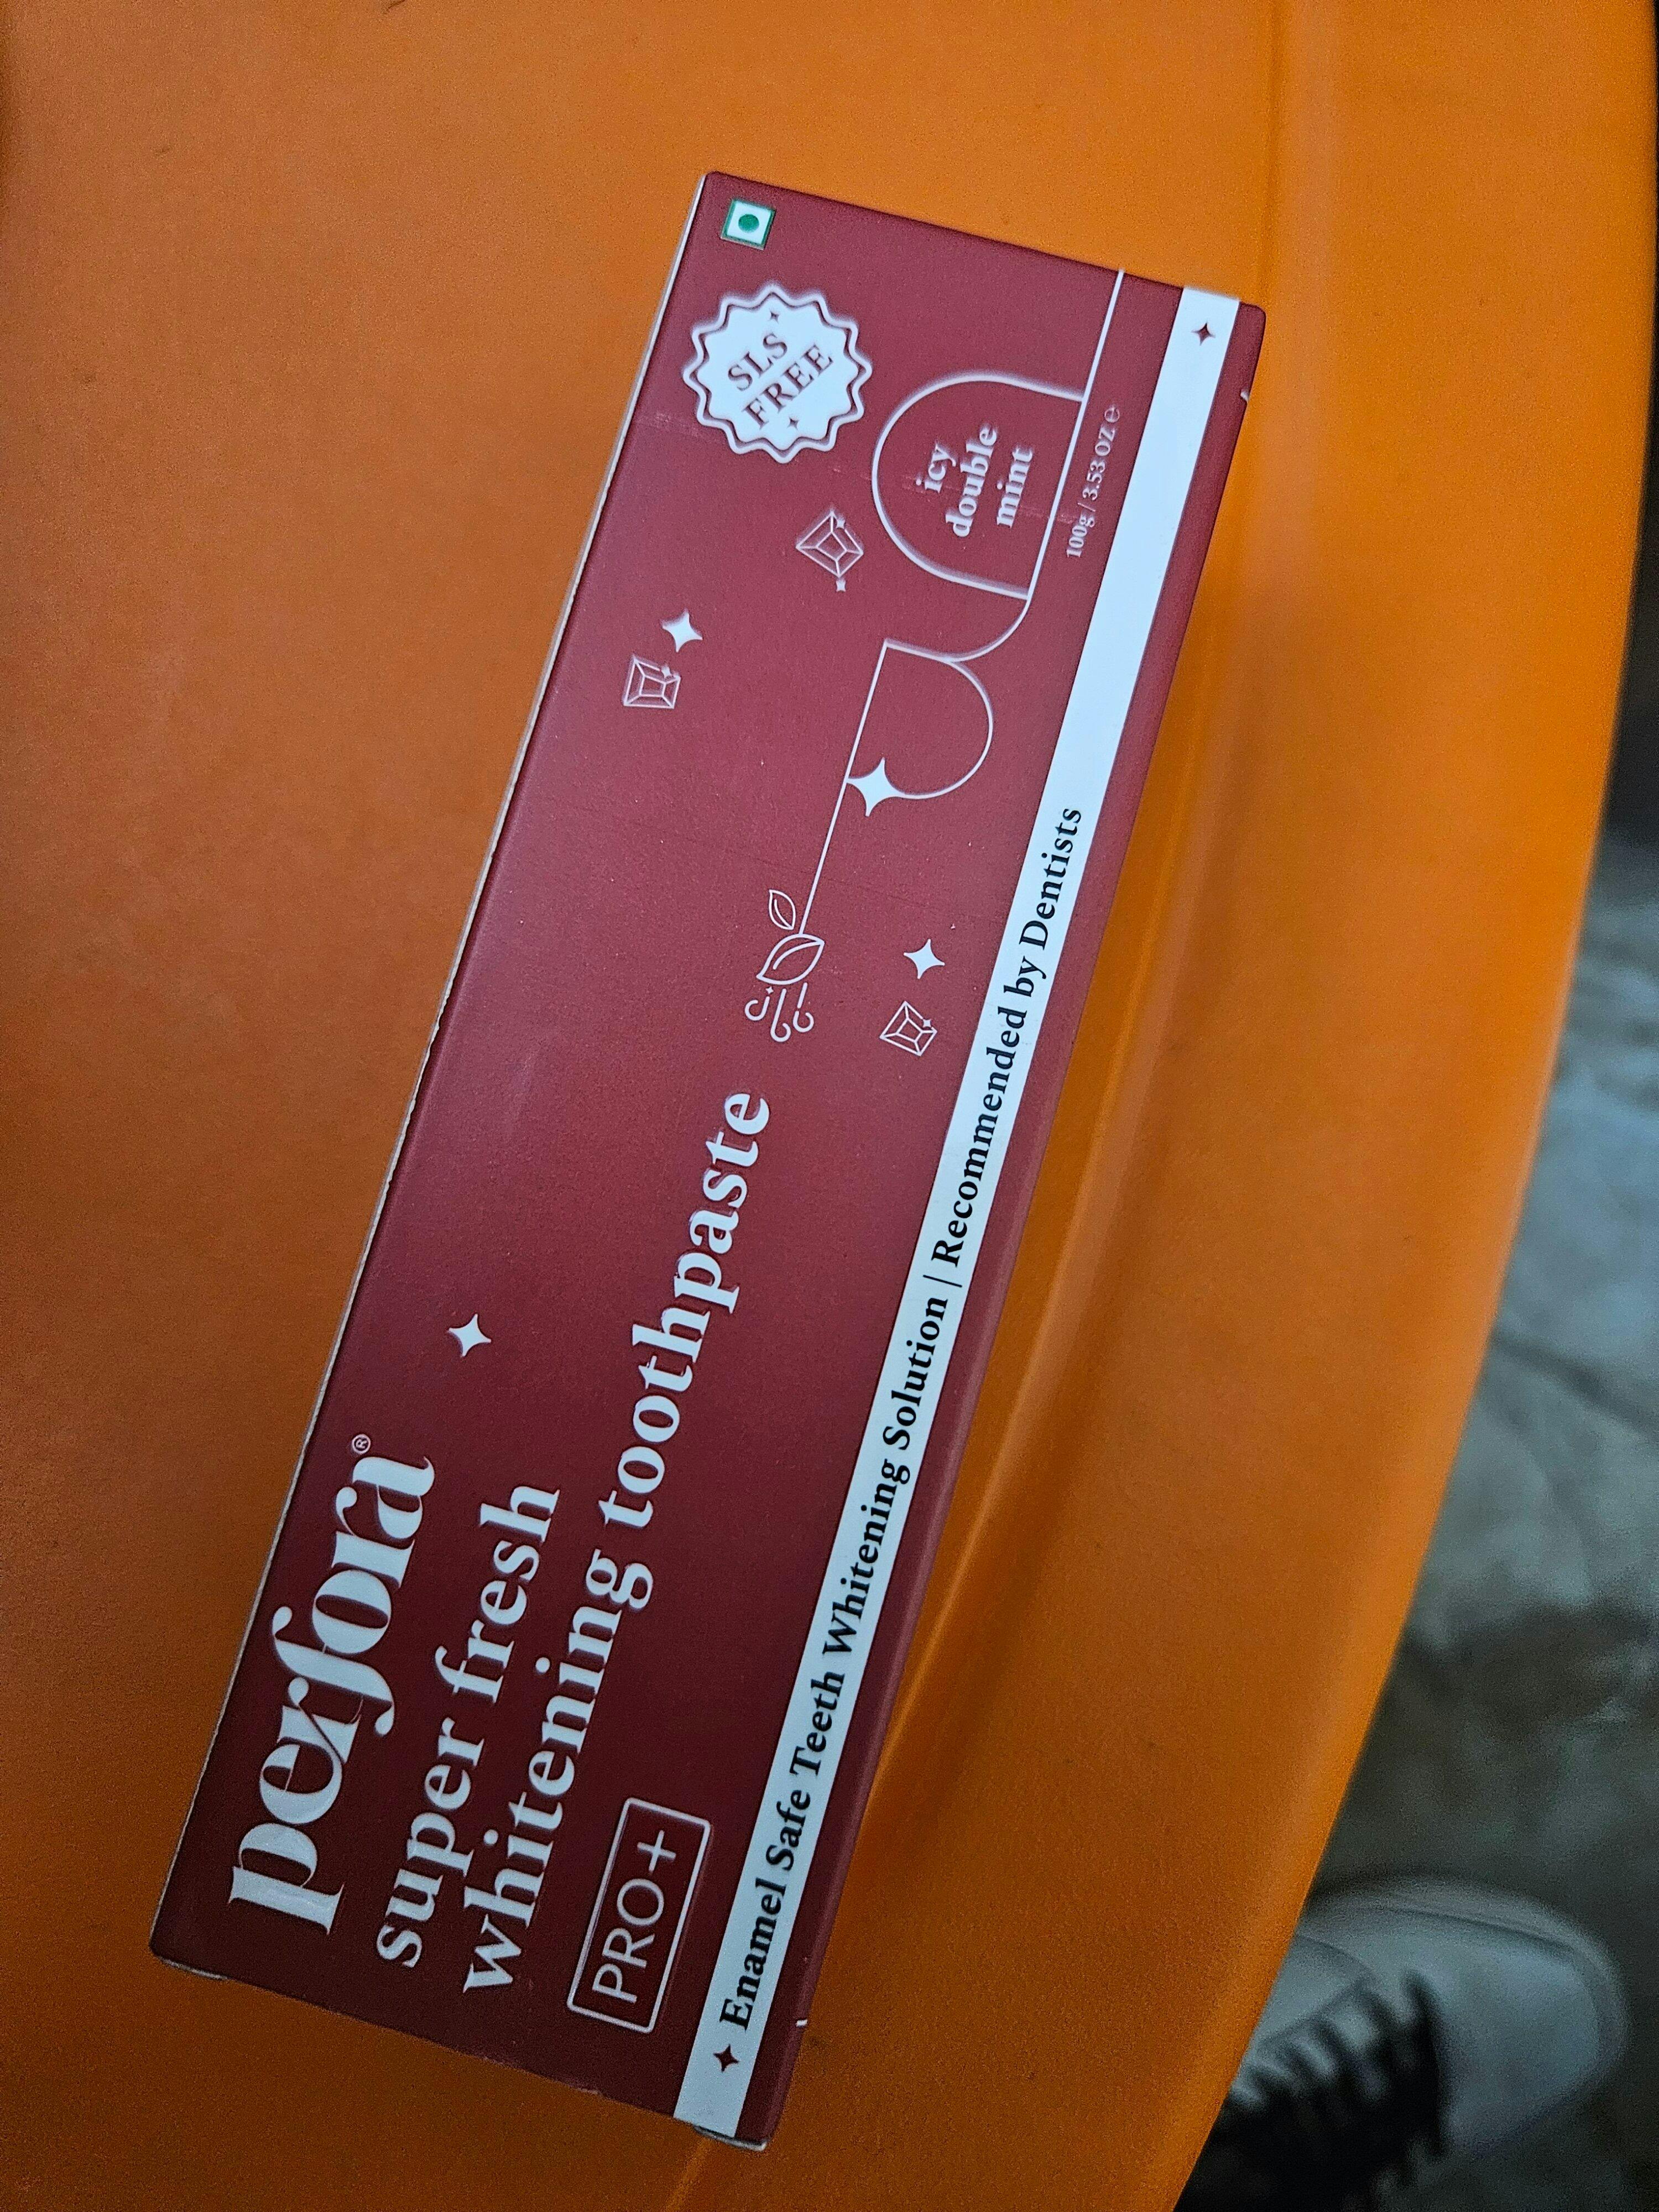 perfora®
super fresh
whitening toothpaste
PRO+
SLS
FREE
icy
double
mint
100g / 3.53 OZ ℮
Enamel Safe Teeth Whitening Solution | Recommended by Dentists